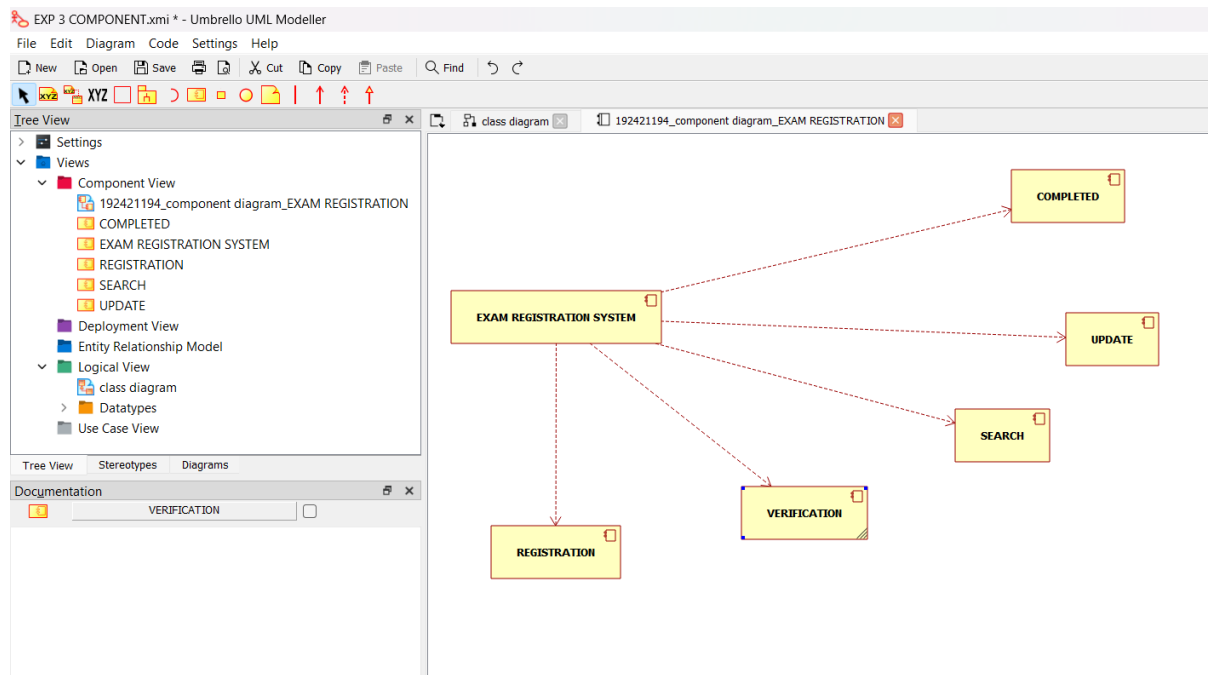 EXP 3 COMPONENT.xmi * - Umbrello UML Modeller
File Edit Diagram Code Settings Help
New Open Save Cut Copy Paste Find
XYZ XYZ XYZ
Tree View
class diagram 192421194_component diagram_EXAM REGISTRATION
Settings
Views
Component View
192421194_component diagram_EXAM REGISTRATION
COMPLETED
EXAM REGISTRATION SYSTEM
REGISTRATION
SEARCH
UPDATE
Deployment View
Entity Relationship Model
Logical View
class diagram
Datatypes
Use Case View
Tree View Stereotypes Diagrams
Documentation
VERIFICATION
COMPLETED
EXAM REGISTRATION SYSTEM
UPDATE
SEARCH
VERIFICATION
REGISTRATION